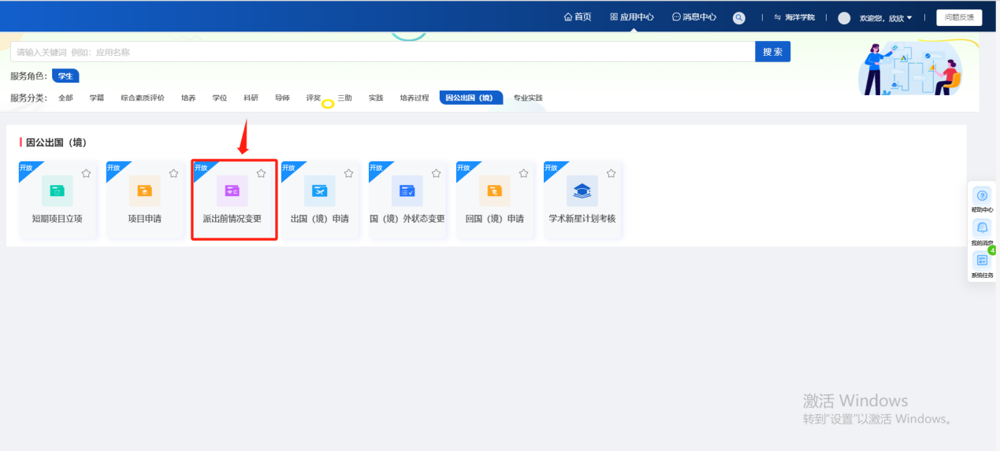 首页 应用中心 消息中心 海洋学院 欢迎您，欣欣 问题反馈
请输入关键词 例如：应用名称 搜索
服务角色： 学生
服务分类： 全部 学籍 综合素质评价 培养 学位 科研 导师 评奖 三助 实践 培养过程 因公出国（境） 专业实践
因公出国（境）
开放 开放 开放 开放 开放 开放 开放
短期项目立项 项目申请 派出前情况变更 出国（境）申请 国（境）外状态变更 回国（境）申请 学术新星计划考核
帮助中心
我的消息
4
系统任务
激活 Windows
转到"设置"以激活 Windows。